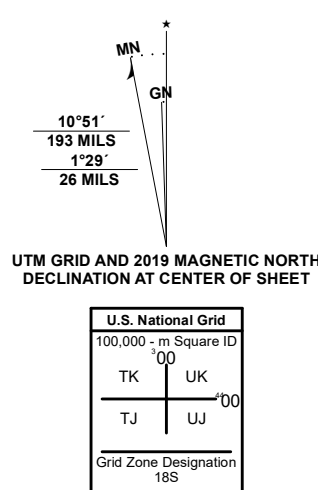 ★
MN
GN
10°51´
193 MILS
1°29´
26 MILS
UTM GRID AND 2019 MAGNETIC NORTH
DECLINATION AT CENTER OF SHEET
U.S. National Grid
100,000 - m Square ID
³00
TK UK
⁴⁴00
TJ UJ
Grid Zone Designation
18S